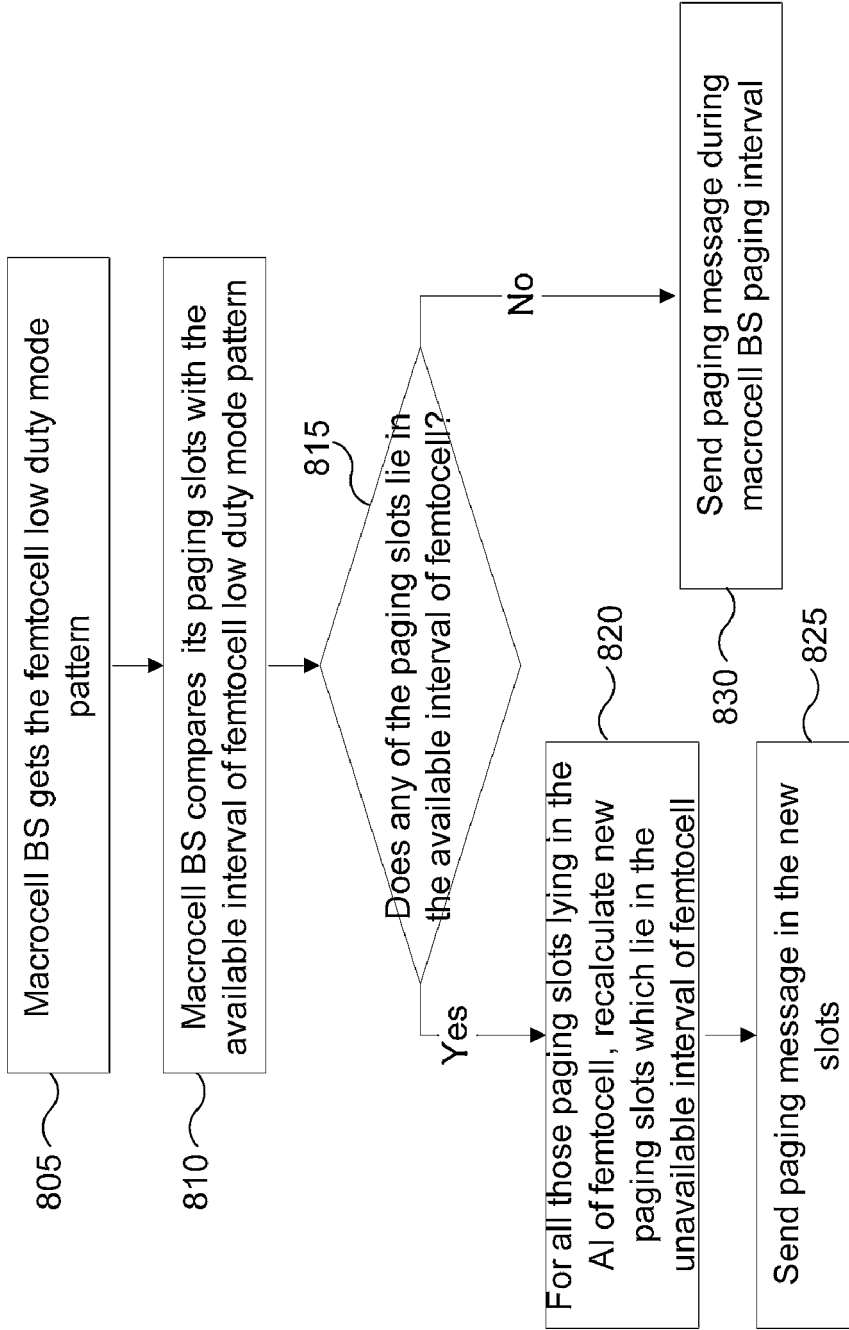 805
Macrocell BS gets the femtocell low duty mode
pattern
810
Macrocell BS compares its paging slots with the
available interval of femtocell low duty mode pattern
815
Does any of the paging slots lie in
the available interval of femtocell?
Yes
No
For all those paging slots lying in the
AI of femtocell, recalculate new
paging slots which lie in the
unavailable interval of femtocell
820
Send paging message in the new
slots
825
Send paging message during
macrocell BS paging interval
830